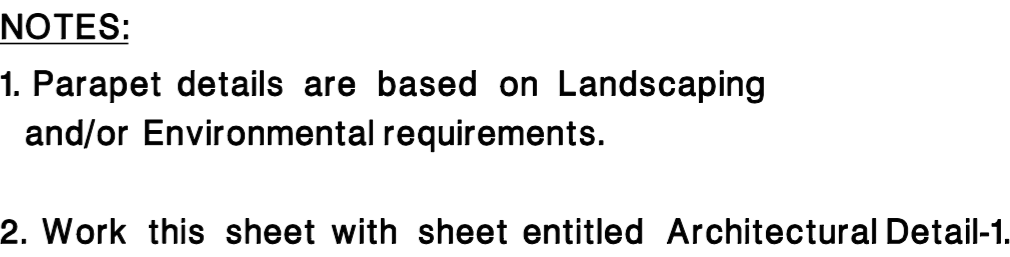 NOTES:
1. Parapet details are based on Landscaping
and/or Environmental requirements.
2. Work this sheet with sheet entitled Architectural Detail-1.